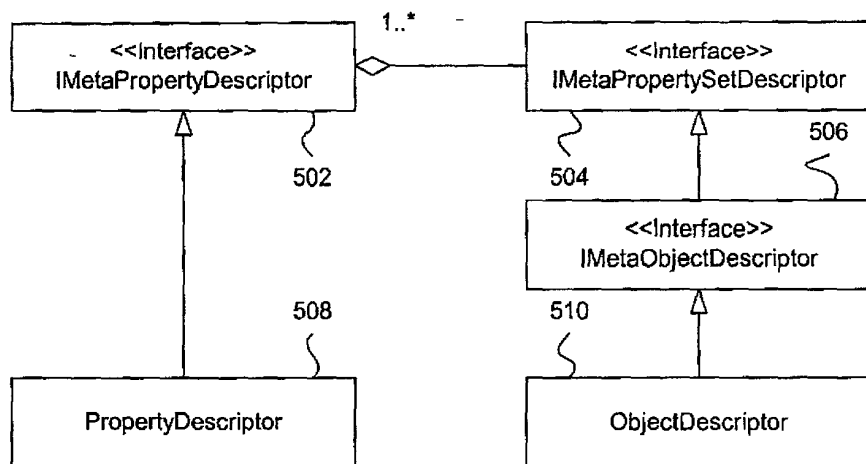 1..*
<<Interface>>
IMetaPropertyDescriptor
<<Interface>>
IMetaPropertySetDescriptor
502
504
506
<<Interface>>
IMetaObjectDescriptor
508
510
PropertyDescriptor
ObjectDescriptor